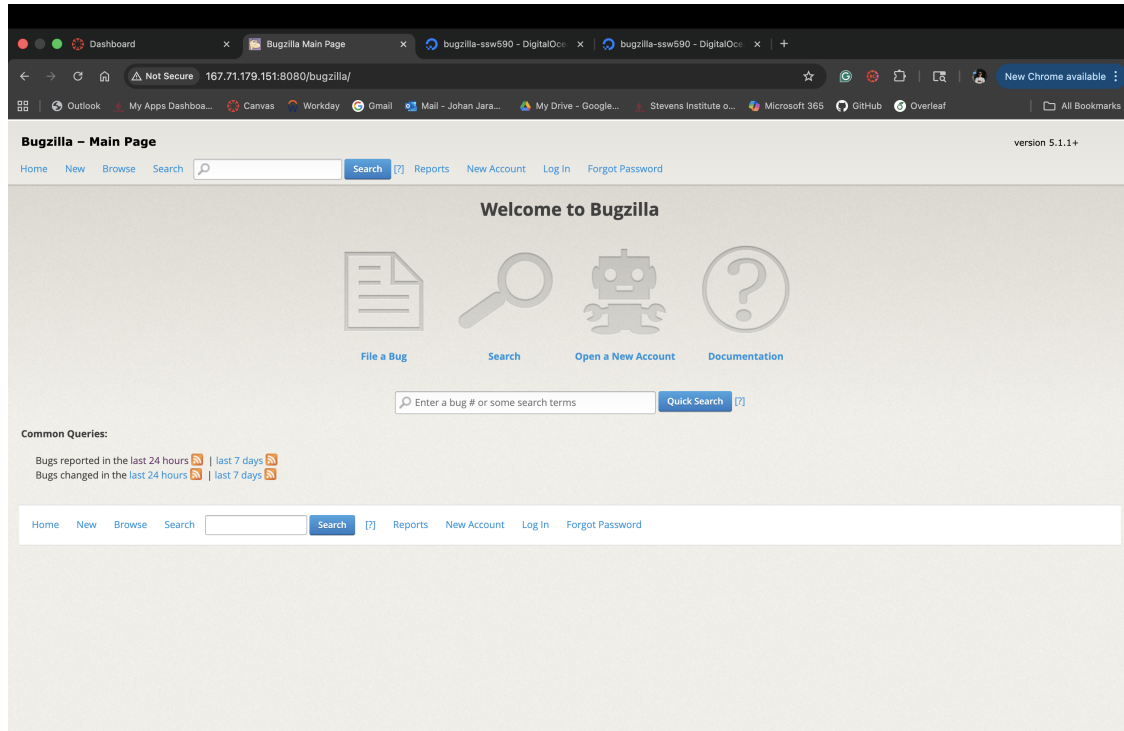 Dashboard
Bugzilla Main Page
bugzilla-ssw590 - DigitalOce
bugzilla-ssw590 - DigitalOce
Not Secure 167.71.179.151:8080/bugzilla/
New Chrome available
Outlook My Apps Dashboa... Canvas Workday Gmail Mail - Johan Jara... My Drive - Google... Stevens Institute o... Microsoft 365 GitHub Overleaf All Bookmarks
Bugzilla – Main Page version 5.1.1+
Home New Browse Search Search [?] Reports New Account Log In Forgot Password
Welcome to Bugzilla
File a Bug Search Open a New Account Documentation
Enter a bug # or some search terms Quick Search [?]
Common Queries:
Bugs reported in the last 24 hours | last 7 days
Bugs changed in the last 24 hours | last 7 days
Home New Browse Search Search [?] Reports New Account Log In Forgot Password